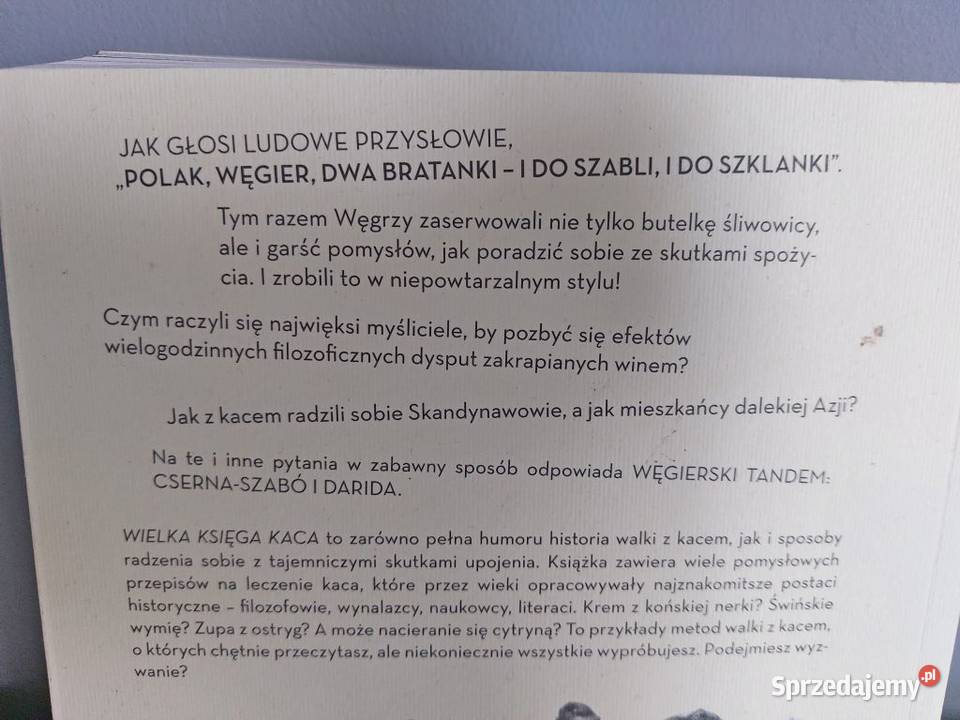 JAK GŁOSI LUDOWE PRZYSŁOWIE,
„POLAK, WĘGIER, DWA BRATANKI – I DO SZABLI, I DO SZKLANKI”.
Tym razem Węgrzy zaserwowali nie tylko butelkę śliwowicy,
ale i garść pomysłów, jak poradzić sobie ze skutkami spoży-
cia. I zrobili to w niepowtarzalnym stylu!
Czym raczyli się najwięksi myśliciele, by pozbyć się efektów
wielogodzinnych filozoficznych dysput zakrapianych winem?
Jak z kacem radzili sobie Skandynawowie, a jak mieszkańcy dalekiej Azji?
Na te i inne pytania w zabawny sposób odpowiada WĘGIERSKI TANDEM:
CSERNA-SZABÓ I DARIDA.
WIELKA KSIĘGA KACA to zarówno pełna humoru historia walki z kacem, jak i sposoby
radzenia sobie z tajemniczymi skutkami upojenia. Książka zawiera wiele pomysłowych
przepisów na leczenie kaca, które przez wieki opracowywały najznakomitsze postaci
historyczne – filozofowie, wynalazcy, naukowcy, literaci. Krem z końskiej nerki? Świńskie
wymię? Zupa z ostryg? A może nacieranie się cytryną? To przykłady metod walki z kacem,
o których chętnie przeczytasz, ale niekoniecznie wszystkie wypróbujesz. Podejmiesz wyz-
wanie?
Sprzedajemy.pl